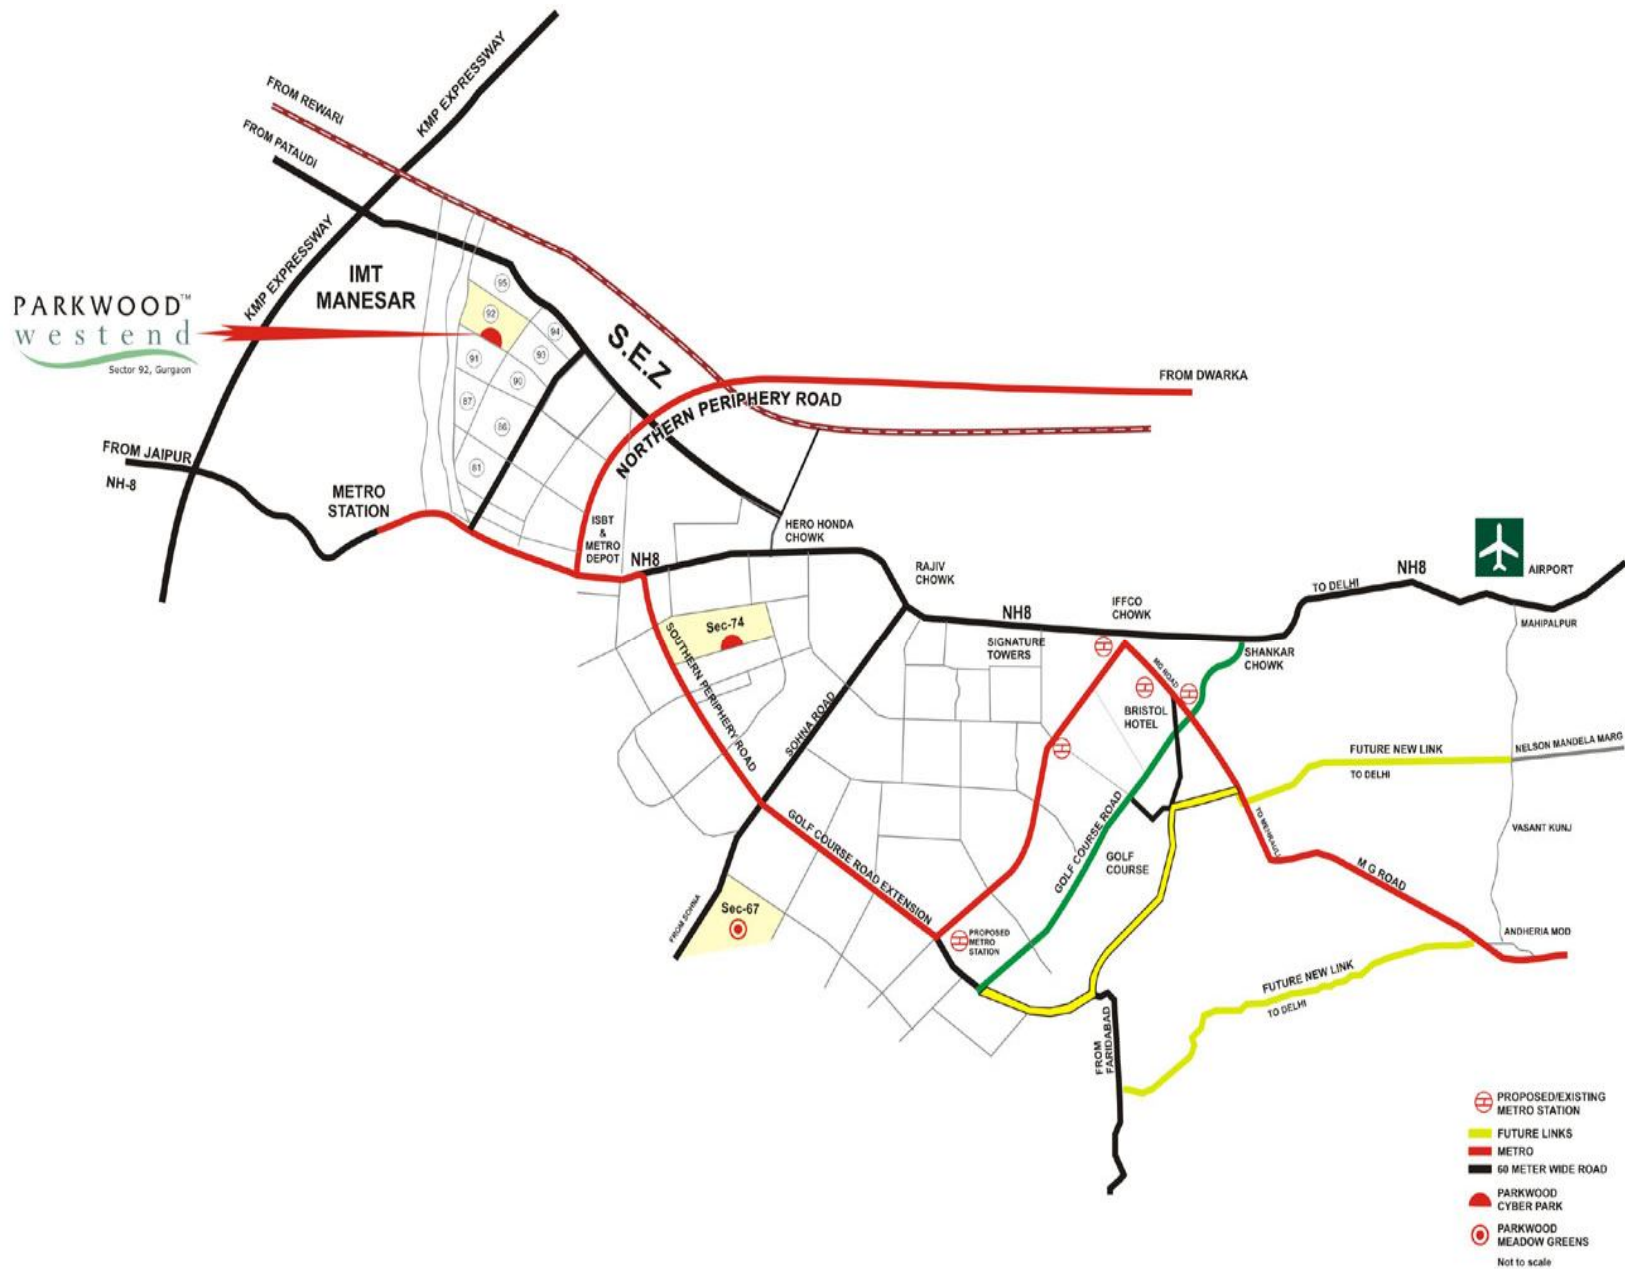 KMP EXPRESSWAY
FROM REWARI
FROM PATAUDI
KMP EXPRESSWAY
IMT
MANESAR
PARKWOOD™
westend
Sector 92, Gurgaon
95
92
94
93
91
90
87
86
81
S.E.Z
FROM DWARKA
NORTHERN PERIPHERY ROAD
FROM JAIPUR
NH-8
METRO
STATION
ISBT
&
METRO
DEPOT
NH8
HERO HONDA
CHOWK
RAJIV
CHOWK
NH8
IFFCO
CHOWK
TO DELHI
NH8
AIRPORT
MAHIPALPUR
Sec-74
SIGNATURE
TOWERS
SHANKAR
CHOWK
MG ROAD
BRISTOL
HOTEL
SOUTHERN PERIPHERY ROAD
SOHNA ROAD
FUTURE NEW LINK
TO DELHI
NELSON MANDELA MARG
GOLF COURSE ROAD
TO MEHRAULI
VASANT KUNJ
GOLF COURSE ROAD EXTENSION
GOLF
COURSE
M G ROAD
Sec-67
FROM SOHNA
PROPOSED
METRO
STATION
ANDHERIA MOD
FUTURE NEW LINK
TO DELHI
FROM
FARIDABAD
PROPOSED/EXISTING
METRO STATION
FUTURE LINKS
METRO
60 METER WIDE ROAD
PARKWOOD
CYBER PARK
PARKWOOD
MEADOW GREENS
Not to scale